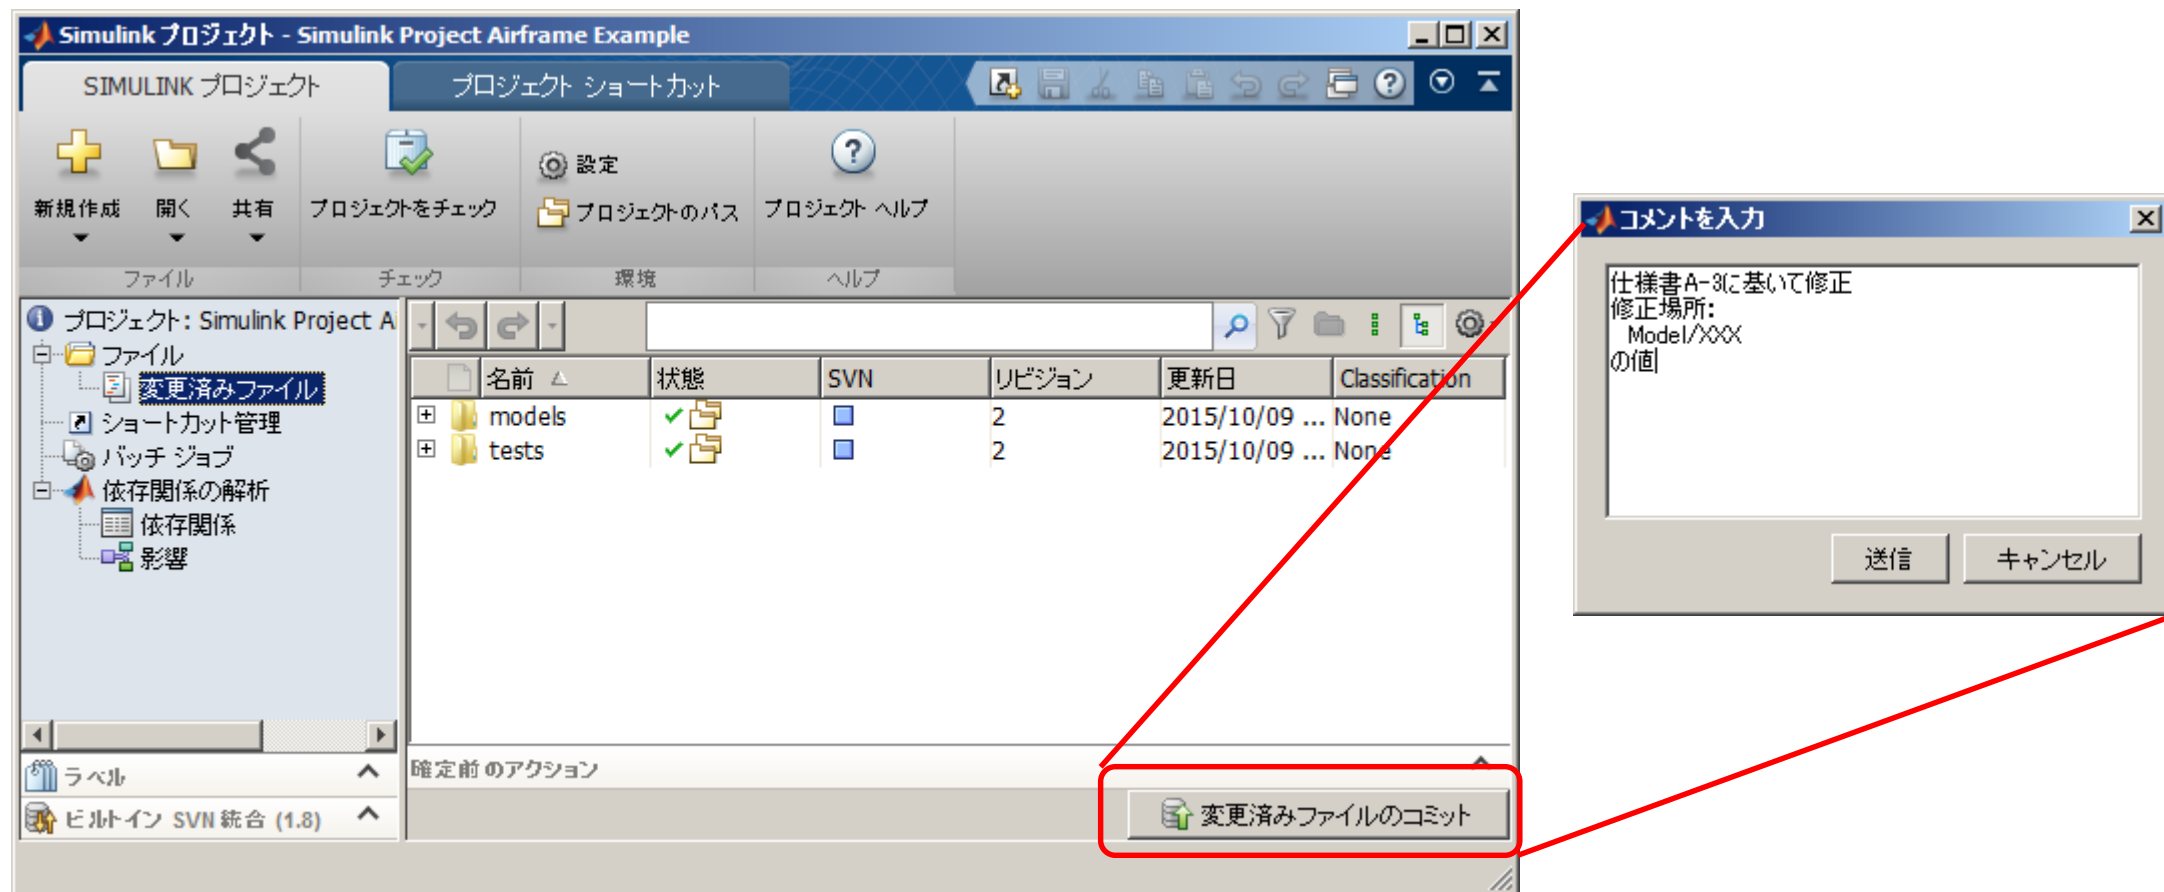 Simulink プロジェクト - Simulink Project Airframe Example
SIMULINK プロジェクト
プロジェクト ショートカット
新規作成
開く
共有
プロジェクトをチェック
設定
プロジェクトのパス
プロジェクト ヘルプ
ファイル
チェック
環境
ヘルプ
プロジェクト: Simulink Project Ai
ファイル
変更済みファイル
ショートカット管理
バッチ ジョブ
依存関係の解析
依存関係
影響
名前 状態 SVN リビジョン 更新日 Classification
models 2 2015/10/09 ... None
tests 2 2015/10/09 ... None
ラベル
ビルトイン SVN 統合 (1.8)
確定前のアクション
変更済みファイルのコミット
コメントを入力
仕様書A-3に基いて修正
修正場所:
Model/XXX
の値
送信
キャンセル